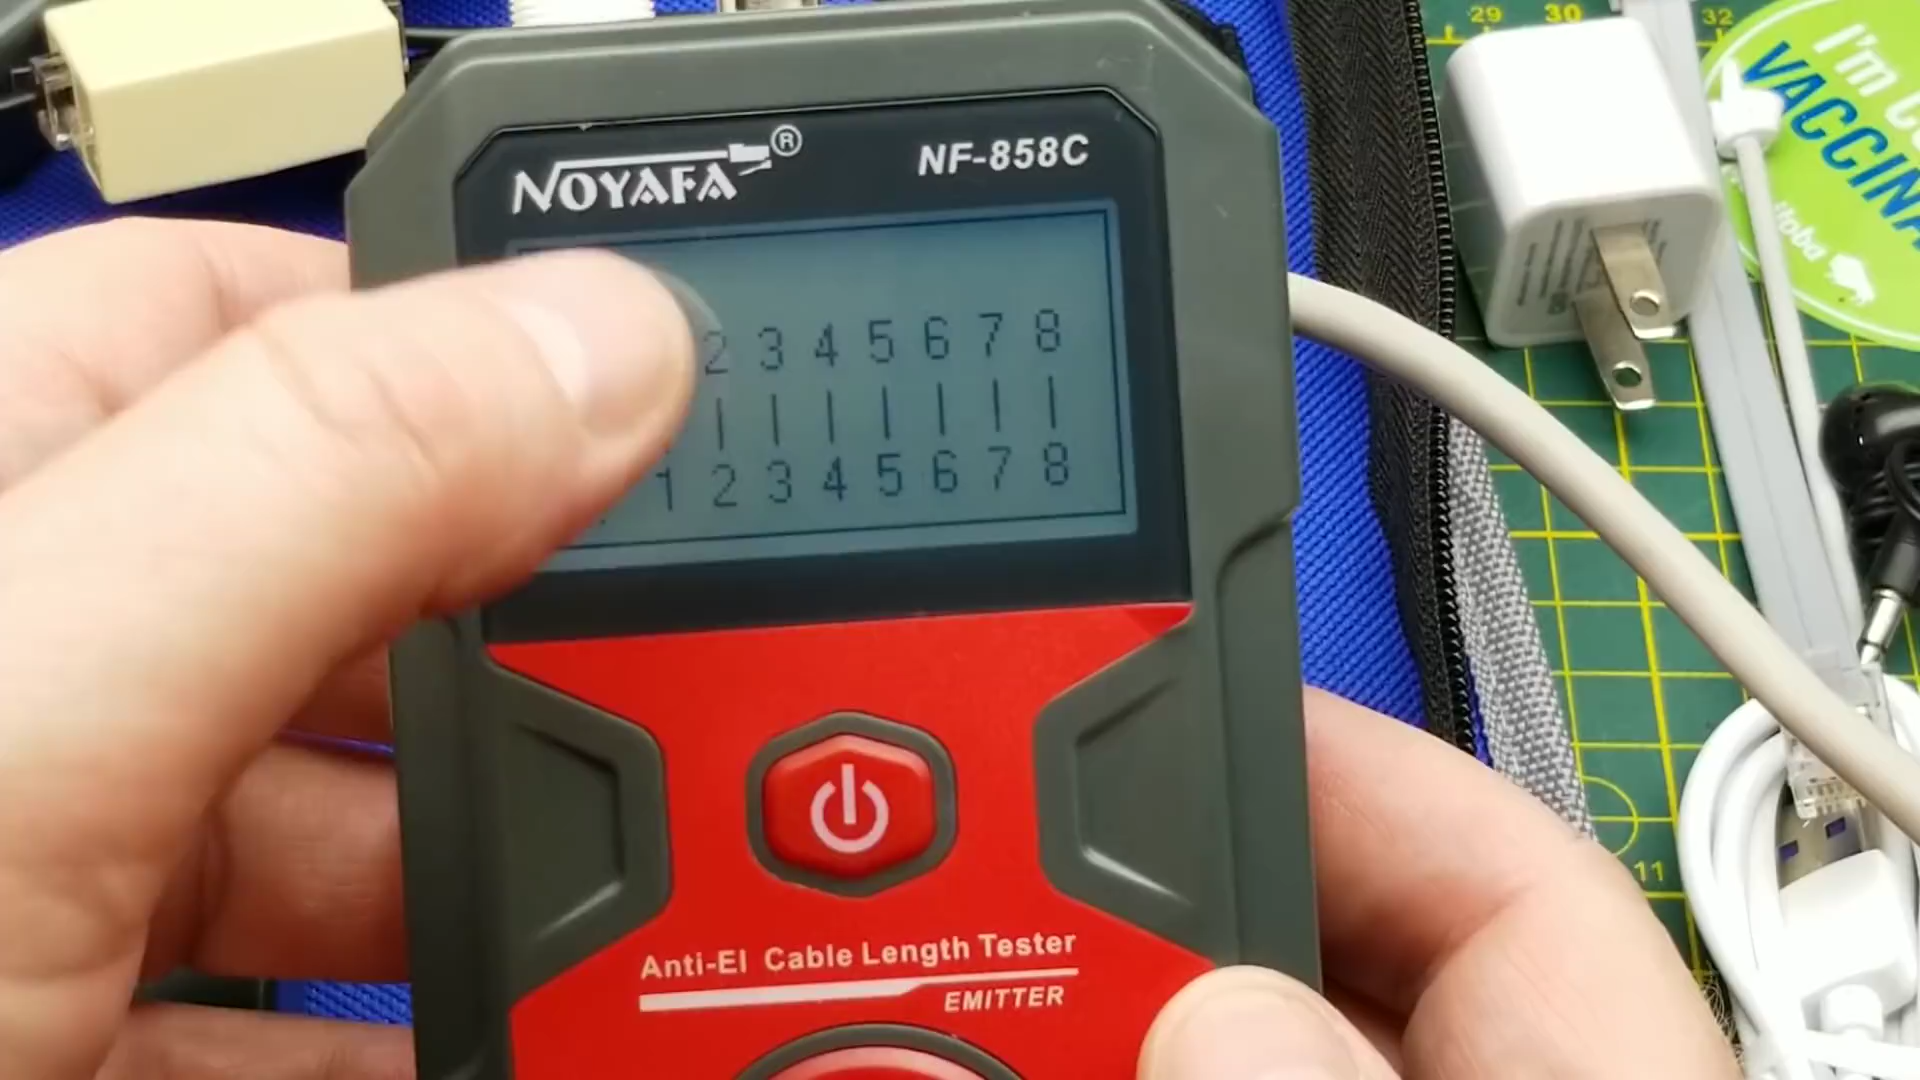 29 30 32
I'm
VACCINA
itoba
NOYAFA®
NF-858C
2 3 4 5 6 7 8
1 2 3 4 5 6 7 8
Anti-EI Cable Length Tester
EMITTER
11